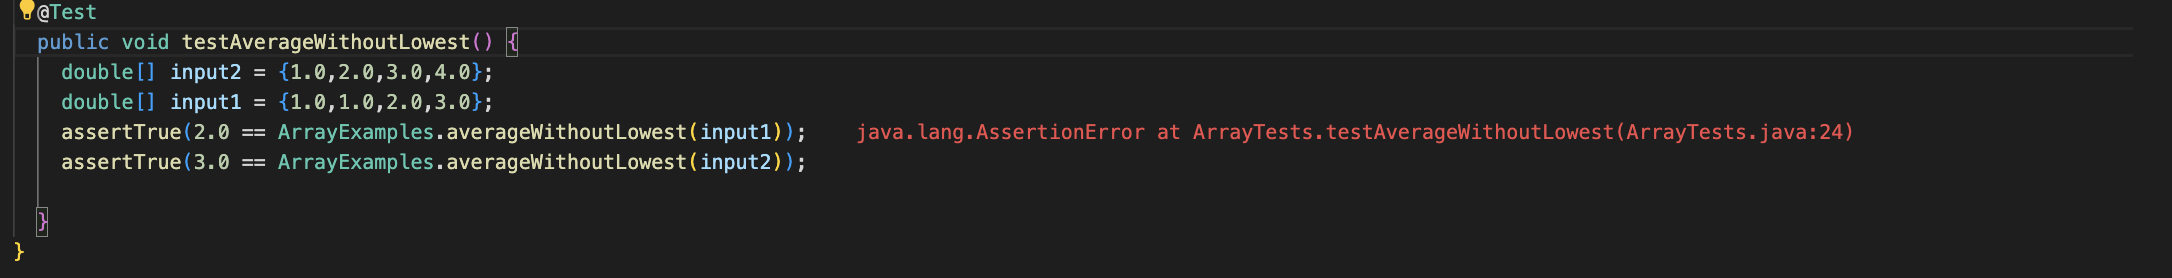 @Test
public void testAverageWithoutLowest() {
double[] input2 = {1.0,2.0,3.0,4.0};
double[] input1 = {1.0,1.0,2.0,3.0};
assertTrue(2.0 == ArrayExamples.averageWithoutLowest(input1)); java.lang.AssertionError at ArrayTests.testAverageWithoutLowest(ArrayTests.java:24)
assertTrue(3.0 == ArrayExamples.averageWithoutLowest(input2));
}
}